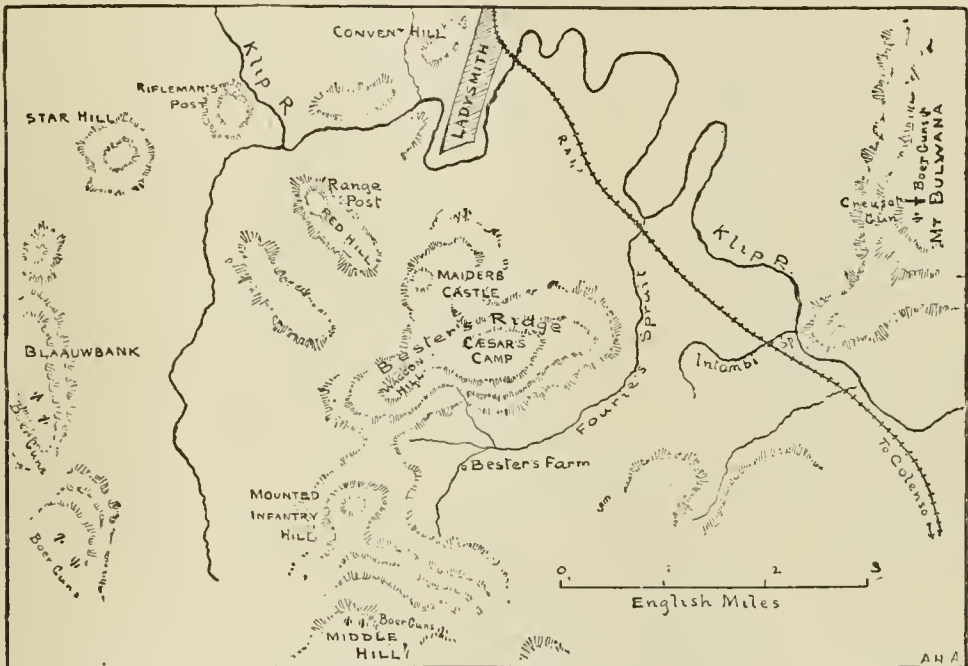 CONVENT HILL
KLIP R.
RIFLEMAN'S
POST
STAR HILL
LADYSMITH
RAIL
Range
Post
RED HILL
Creusot
Gun
Boer Guns
MT BULWANA
KLIP R.
MAIDERS
CASTLE
Bester's Ridge
CÆSAR'S
CAMP
WAGGON
HILL
BLAAUWBANK
Boer Guns
Intombi
SP.
Fourie's Spruit
Bester's Farm
To Colenso
MOUNTED
INFANTRY
HILL
Boer Guns
0. 1 2 3
English Miles
Boer Guns
MIDDLE
HILL
A H A